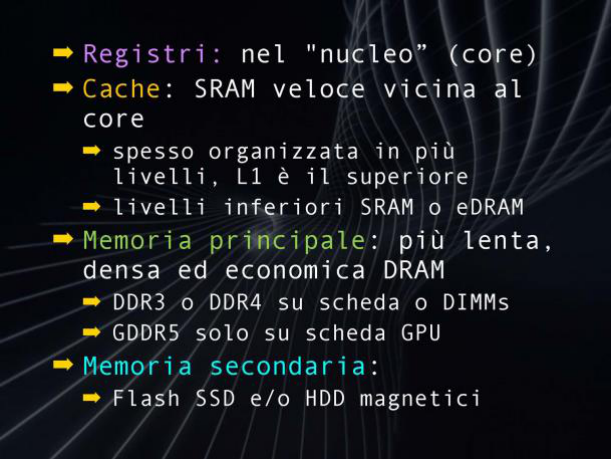 ➡ Registri: nel "nucleo” (core)
➡ Cache: SRAM veloce vicina al
core
➡ spesso organizzata in più
livelli, L1 è il superiore
➡ livelli inferiori SRAM o eDRAM
➡ Memoria principale: più lenta,
densa ed economica DRAM
➡ DDR3 o DDR4 su scheda o DIMMs
➡ GDDR5 solo su scheda GPU
➡ Memoria secondaria:
➡ Flash SSD e/o HDD magnetici